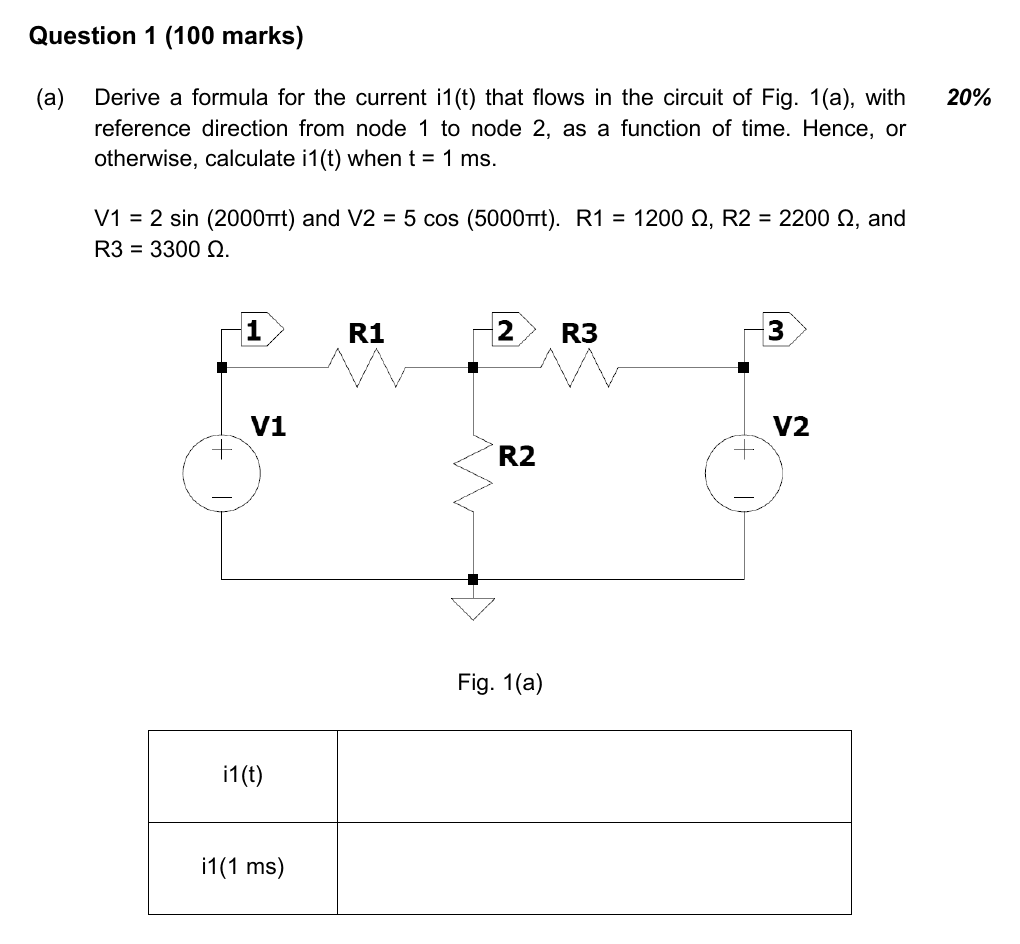 Question 1 (100 marks)
(a) Derive a formula for the current i1(t) that flows in the circuit of Fig. 1(a), with 20%
reference direction from node 1 to node 2, as a function of time. Hence, or
otherwise, calculate i1(t) when t = 1 ms.
V1 = 2 sin (2000πt) and V2 = 5 cos (5000πt). R1 = 1200 Ω, R2 = 2200 Ω, and
R3 = 3300 Ω.
1 R1 2 R3 3
V1 V2
R2
Fig. 1(a)
i1(t)
i1(1 ms)